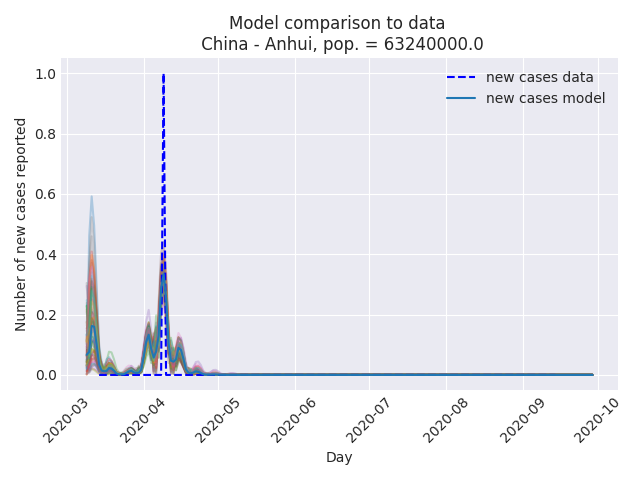 Model comparison to data
China - Anhui, pop. = 63240000.0
new cases data
new cases model
Number of new cases reported
1.0
0.8
0.6
0.4
0.2
0.0
2020-03
2020-04
2020-05
2020-06
2020-07
2020-08
2020-09
2020-10
Day